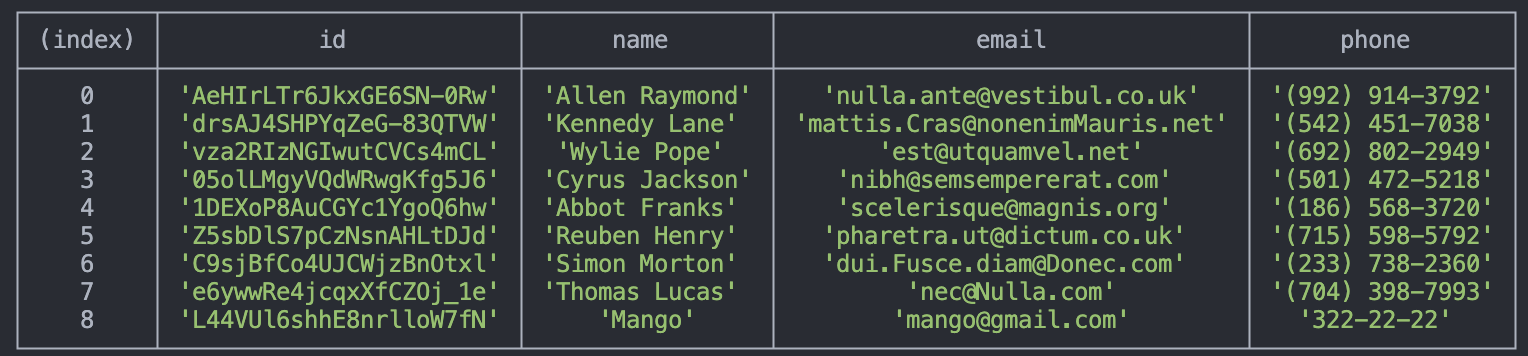 (index) id name email phone
0 'AeHIrLTr6JkxGE6SN-0Rw' 'Allen Raymond' 'nulla.ante@vestibul.co.uk' '(992) 914-3792'
1 'drsAJ4SHPYqZeG-83QTVW' 'Kennedy Lane' 'mattis.Cras@nonenimMauris.net' '(542) 451-7038'
2 'vza2RIzNGIwutCVCs4mCL' 'Wylie Pope' 'est@utquamvel.net' '(692) 802-2949'
3 '05olLMgyVQdWRwgKfg5J6' 'Cyrus Jackson' 'nibh@semsempererat.com' '(501) 472-5218'
4 '1DEXoP8AuCGYc1YgoQ6hw' 'Abbot Franks' 'scelerisque@magnis.org' '(186) 568-3720'
5 'Z5sbDlS7pCzNsnAHLtDJd' 'Reuben Henry' 'pharetra.ut@dictum.co.uk' '(715) 598-5792'
6 'C9sjBfCo4UJCWjzBnOtxl' 'Simon Morton' 'dui.Fusce.diam@Donec.com' '(233) 738-2360'
7 'e6ywwRe4jcqxXfCZOj_1e' 'Thomas Lucas' 'nec@Nulla.com' '(704) 398-7993'
8 'L44VUl6shhE8nrlloW7fN' 'Mango' 'mango@gmail.com' '322-22-22'